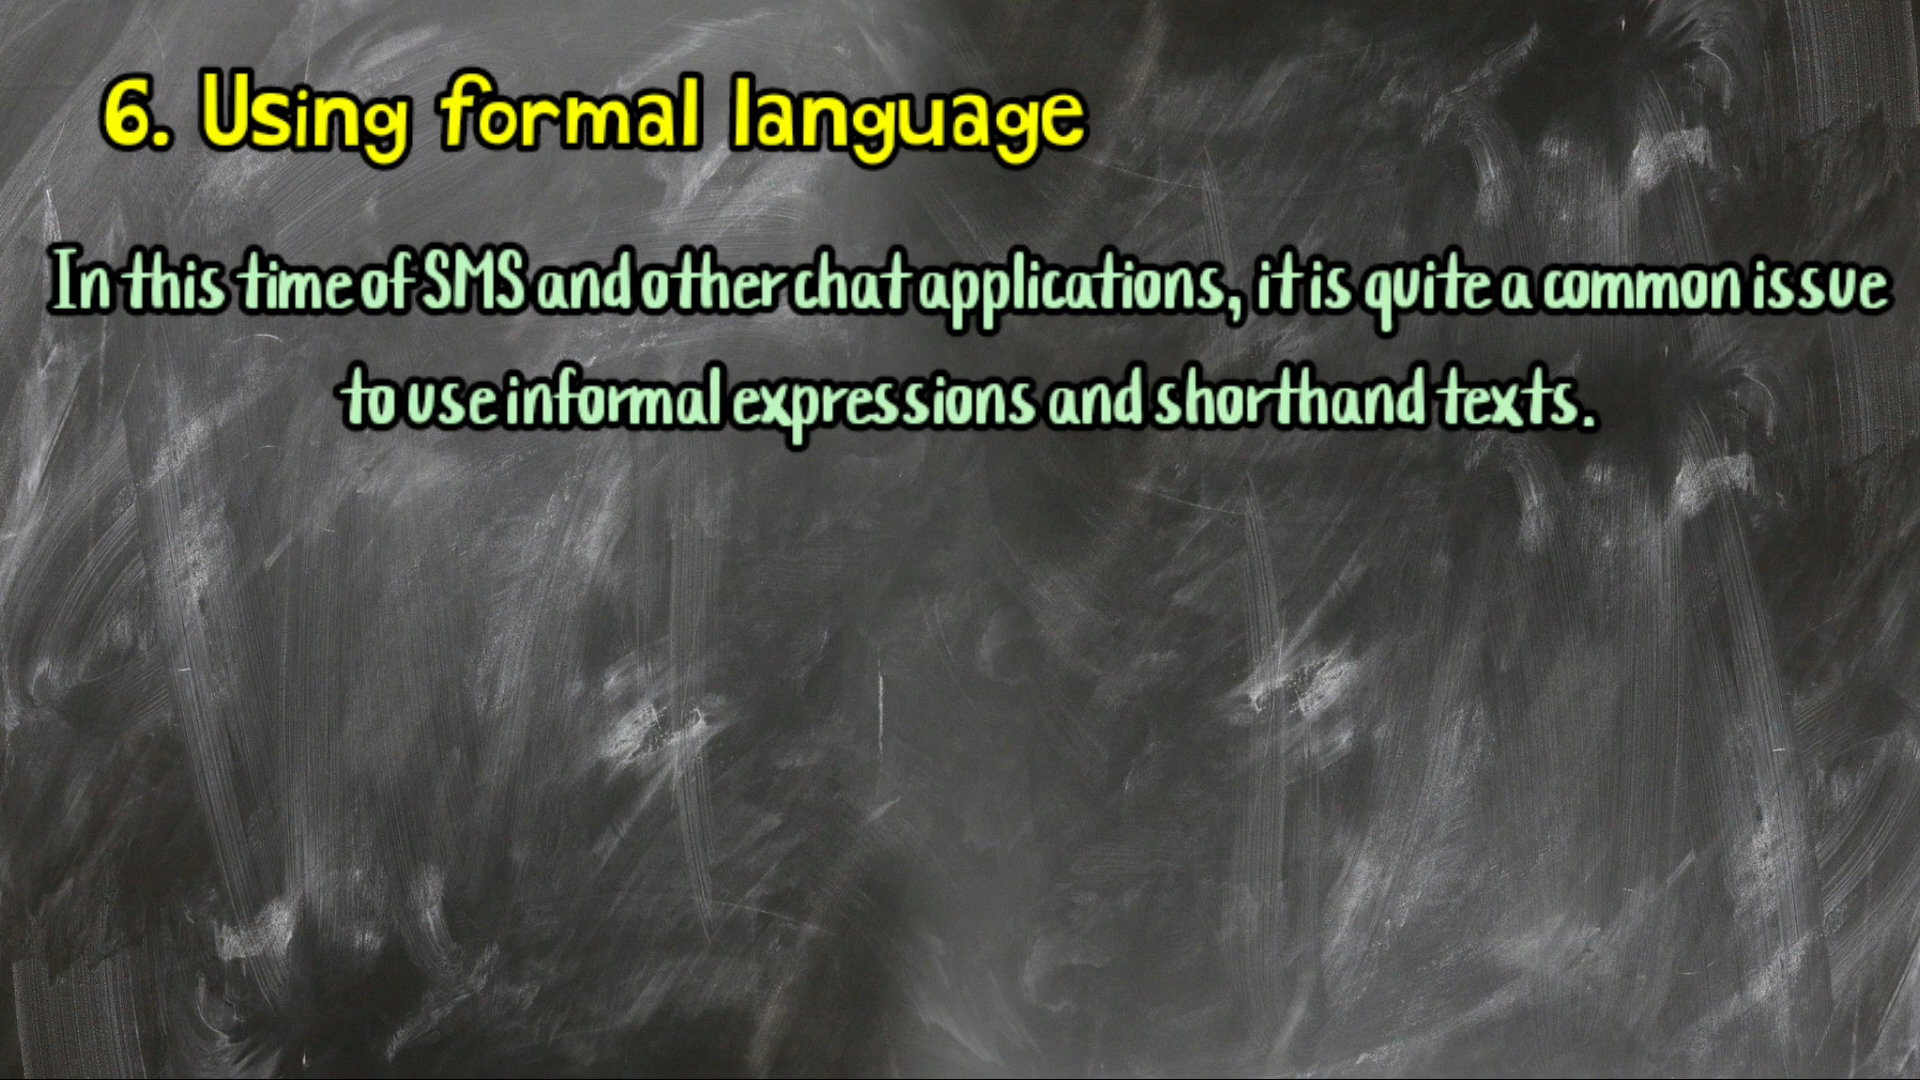 6. Using formal language
In this time of SMS and other chat applications, it is quite a common issue
to use informal expressions and shorthand texts.